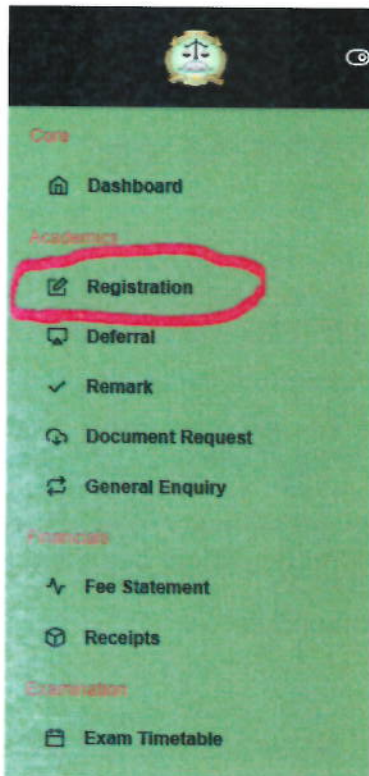 Core
Dashboard
Academics
Registration
Deferral
Remark
Document Request
General Enquiry
Financials
Fee Statement
Receipts
Examination
Exam Timetable